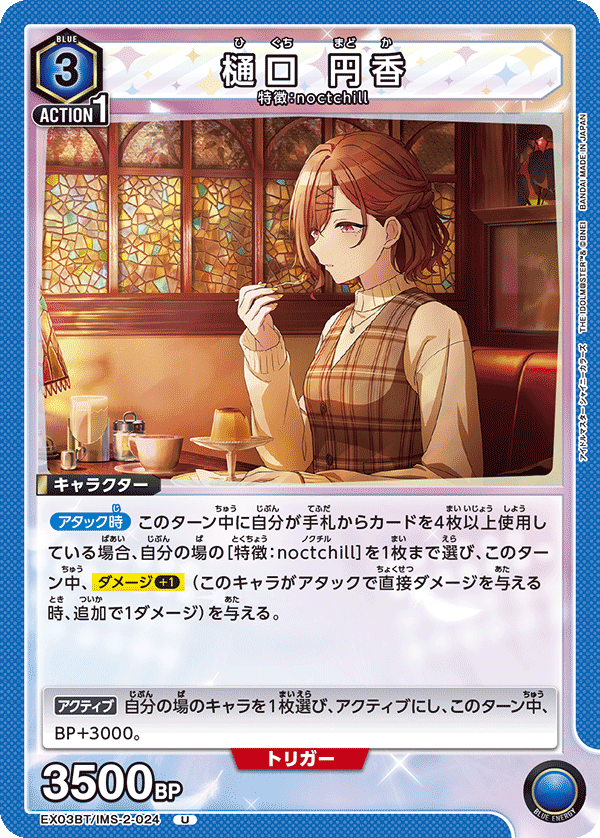 BLUE
3
ACTION 1
ひぐち まどか
樋口 円香
特徴:noctchill
BANDAI MADE IN JAPAN
THE IDOLM@STER™& ©BNEI
アイドルマスター シャイニーカラーズ
キャラクター
アタック時 このターン中に自分が手札からカードを4枚以上使用し
ている場合、自分の場の[特徴:noctchill]を1枚まで選び、このター
ン中、ダメージ+1(このキャラがアタックで直接ダメージを与える
時、追加で1ダメージ)を与える。
アクティブ 自分の場のキャラを1枚選び、アクティブにし、このターン中、
BP+3000。
トリガー
3500BP
BLUE ENERGY
EX03BT/IMS-2-024 U